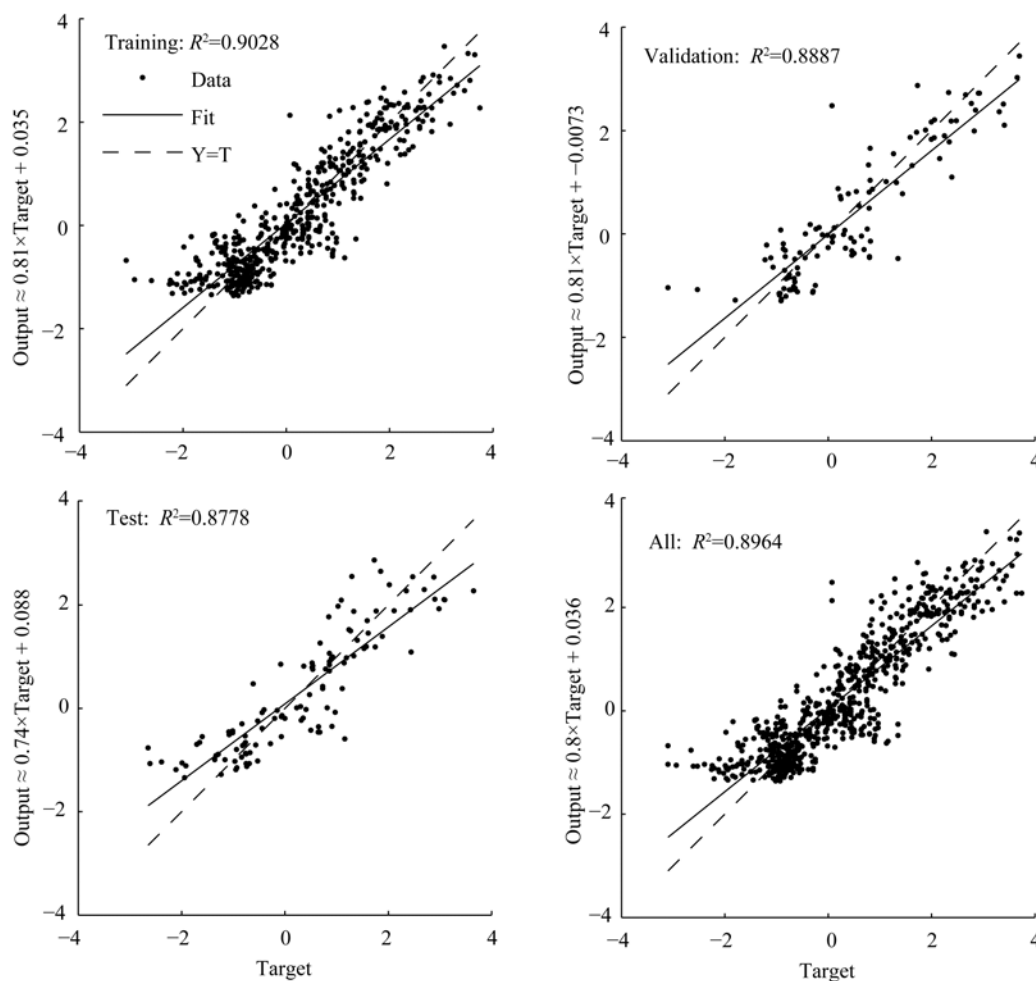 Training: R²=0.9028
Data
Fit
Y=T
Output ≈ 0.81×Target + 0.035
4
2
0
−2
−4
−4 −2 0 2 4
Validation: R²=0.8887
Output ≈ 0.81×Target + −0.0073
4
2
0
−2
−4
−4 −2 0 2 4
Test: R²=0.8778
Output ≈ 0.74×Target + 0.088
4
2
0
−2
−4
−4 −2 0 2 4
Target
All: R²=0.8964
Output ≈ 0.8×Target + 0.036
4
2
0
−2
−4
−4 −2 0 2 4
Target